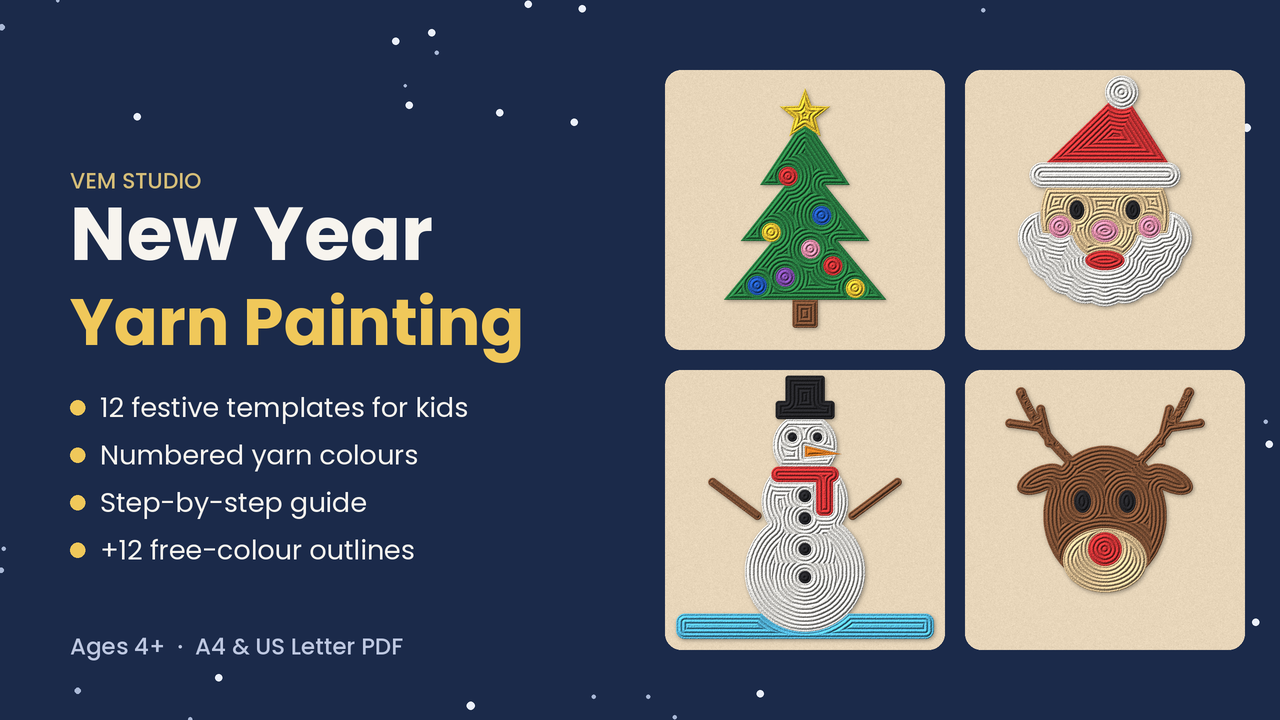 VEM STUDIO
New Year
Yarn Painting
12 festive templates for kids
Numbered yarn colours
Step-by-step guide
+12 free-colour outlines
Ages 4+ · A4 & US Letter PDF